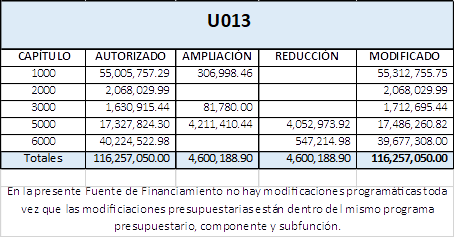 U013
CAPÍTULO AUTORIZADO AMPLIACIÓN REDUCCIÓN MODIFICADO
1000 55,005,757.29 306,998.46 55,312,755.75
2000 2,068,029.99 2,068,029.99
3000 1,630,915.44 81,780.00 1,712,695.44
5000 17,327,824.30 4,211,410.44 4,052,973.92 17,486,260.82
6000 40,224,522.98 547,214.98 39,677,308.00
Totales 116,257,050.00 4,600,188.90 4,600,188.90 116,257,050.00
En la presente Fuente de Financiamiento no hay modificaciones programáticas toda
vez que las modificiaciones presupuestarias están dentro del mismo programa
presupuestario, componente y subfunción.